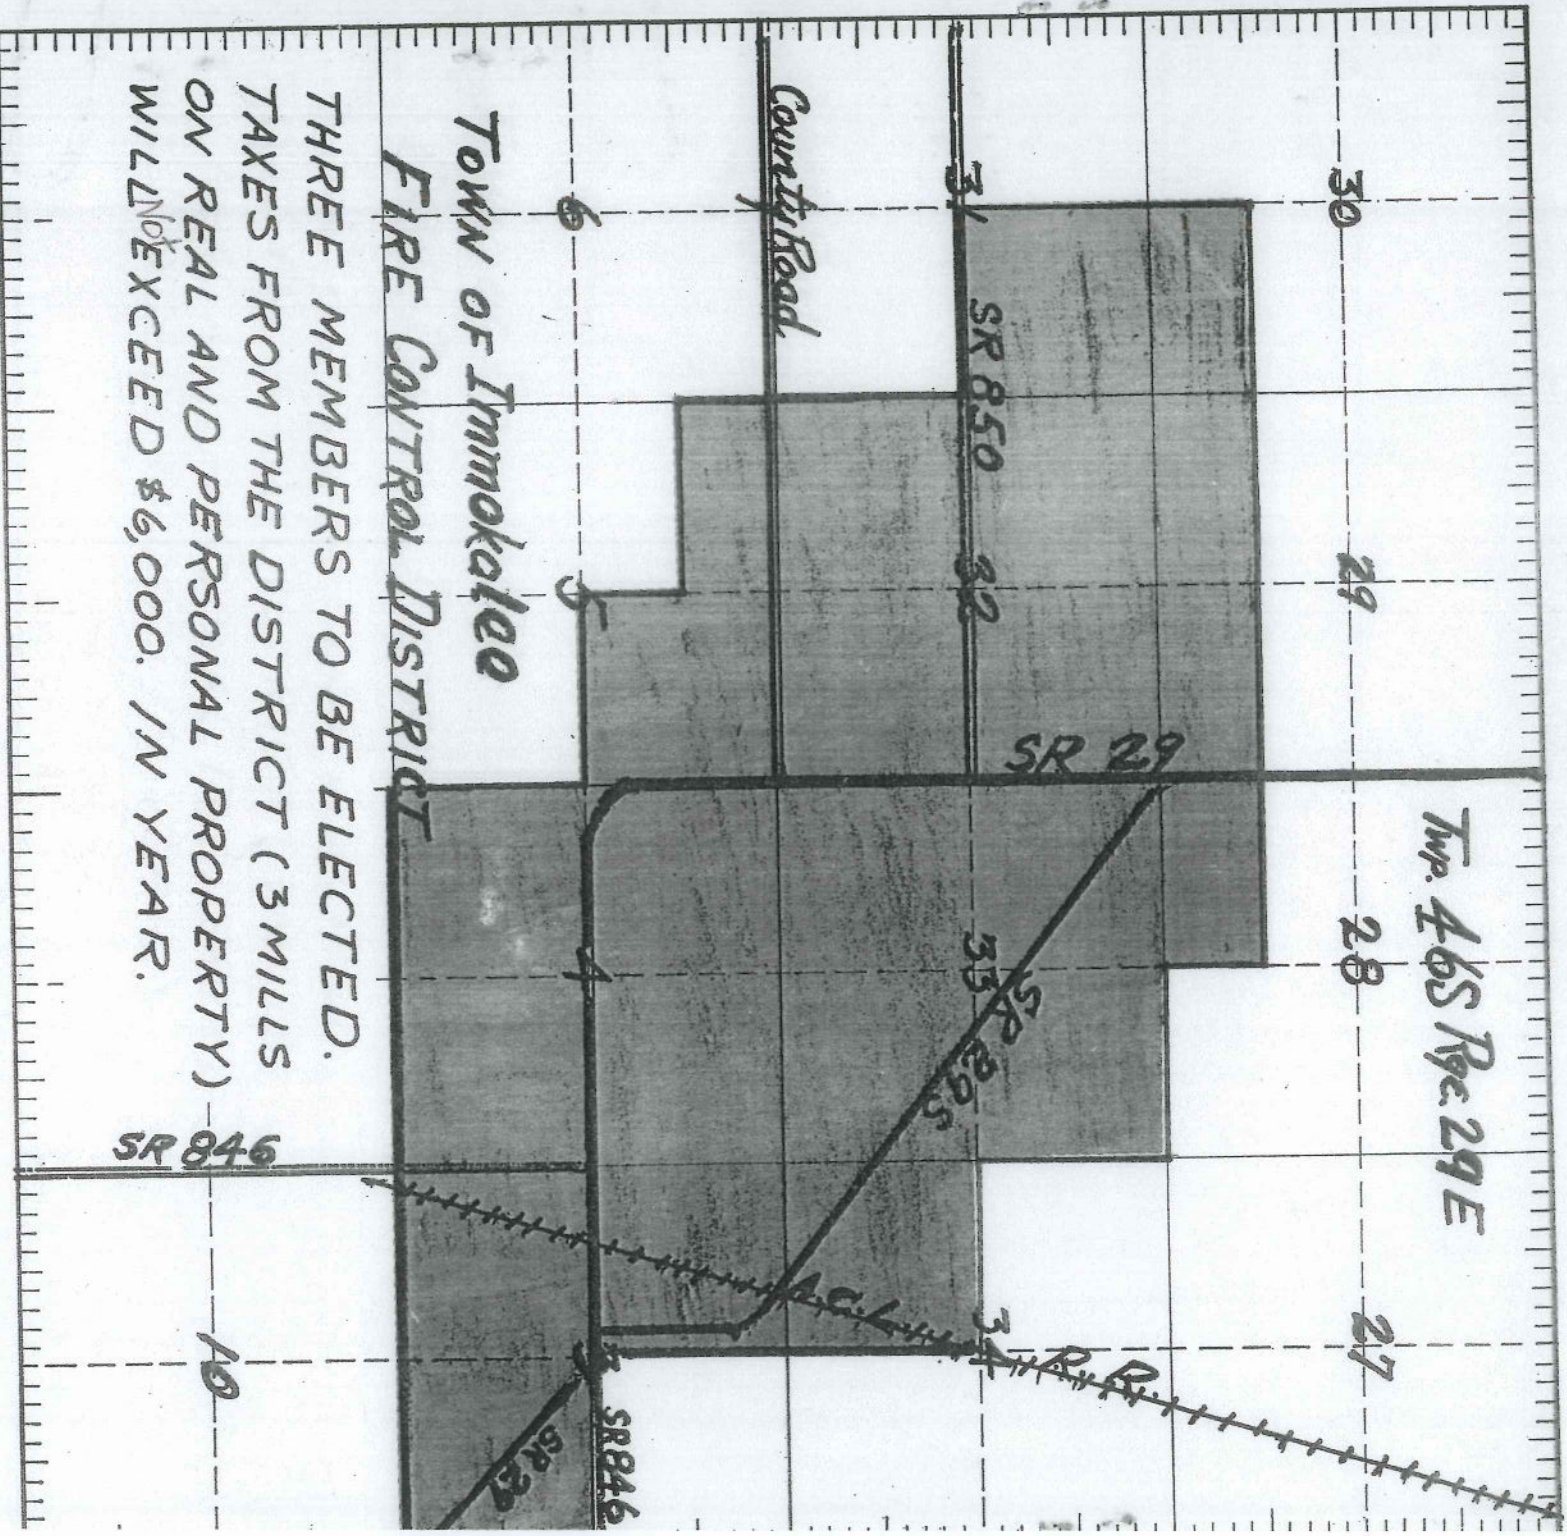 Twp. 46S Rge. 29E
30
29
28
27
SR 29
31
SR 850
32
33
SR 29S
34
A.C.L.
R.R.
County Road
6
5
4
3
SR 846
TOWN OF Immokalee
FIRE CONTROL DISTRICT
SR 29
THREE MEMBERS TO BE ELECTED.
TAXES FROM THE DISTRICT (3 MILLS
ON REAL AND PERSONAL PROPERTY)
WILL Not EXCEED $6,000. IN YEAR.
SR 846
10